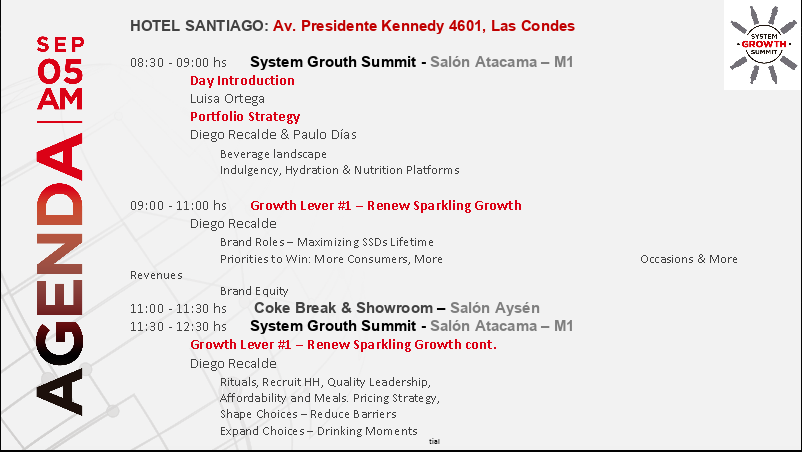 HOTEL SANTIAGO: Av. Presidente Kennedy 4601, Las Condes
SEP
05
AM
AGENDA
SYSTEM
GROWTH
SUMMIT
08:30 - 09:00 hs System Grouth Summit - Salón Atacama – M1
Day Introduction
Luisa Ortega
Portfolio Strategy
Diego Recalde & Paulo Días
Beverage landscape
Indulgency, Hydration & Nutrition Platforms
09:00 - 11:00 hs Growth Lever #1 – Renew Sparkling Growth
Diego Recalde
Brand Roles – Maximizing SSDs Lifetime
Priorities to Win: More Consumers, More Occasions & More
Revenues
Brand Equity
11:00 - 11:30 hs Coke Break & Showroom – Salón Aysén
11:30 - 12:30 hs System Grouth Summit - Salón Atacama – M1
Growth Lever #1 – Renew Sparkling Growth cont.
Diego Recalde
Rituals, Recruit HH, Quality Leadership,
Affordability and Meals. Pricing Strategy,
Shape Choices – Reduce Barriers
Expand Choices – Drinking Moments
tial